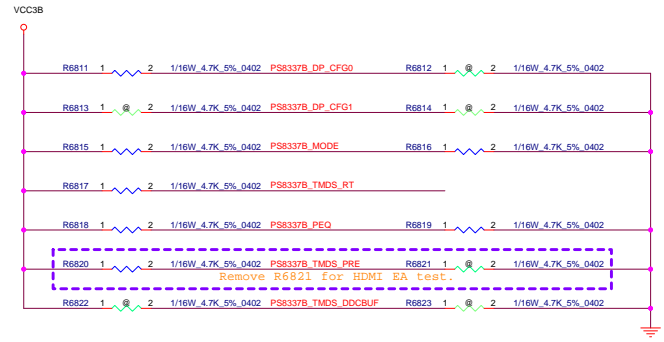 VCC3B
R6811 1 2 1/16W_4.7K_5%_0402 PS8337B_DP_CFG0 R6812 1 @ 2 1/16W_4.7K_5%_0402
R6813 1 @ 2 1/16W_4.7K_5%_0402 PS8337B_DP_CFG1 R6814 1 @ 2 1/16W_4.7K_5%_0402
R6815 1 2 1/16W_4.7K_5%_0402 PS8337B_MODE R6816 1 2 1/16W_4.7K_5%_0402
R6817 1 2 1/16W_4.7K_5%_0402 PS8337B_TMDS_RT
R6818 1 2 1/16W_4.7K_5%_0402 PS8337B_PEQ R6819 1 2 1/16W_4.7K_5%_0402
R6820 1 2 1/16W_4.7K_5%_0402 PS8337B_TMDS_PRE R6821 1 @ 2 1/16W_4.7K_5%_0402
Remove R6821 for HDMI EA test.
R6822 1 @ 2 1/16W_4.7K_5%_0402 PS8337B_TMDS_DDCBUF R6823 1 @ 2 1/16W_4.7K_5%_0402